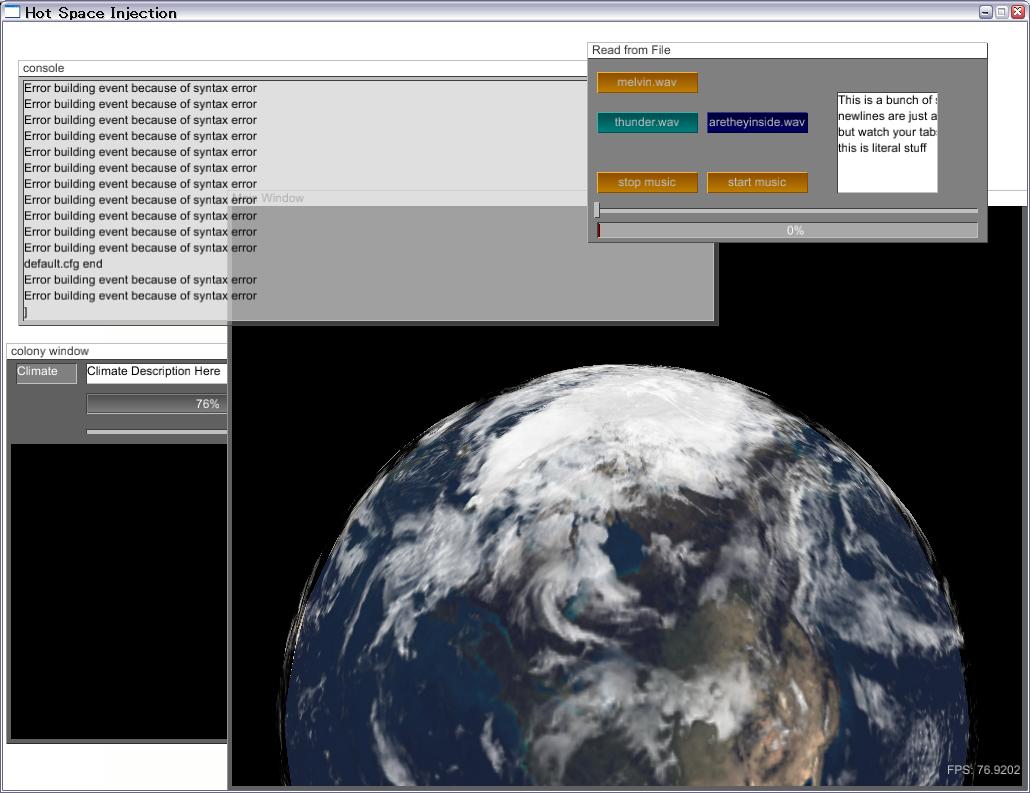 Hot Space Injection
Read from File
console
Error building event because of syntax error
Error building event because of syntax error
Error building event because of syntax error
Error building event because of syntax error
Error building event because of syntax error
Error building event because of syntax error
Error building event because of syntax error
Error building event because of syntax error
Error building event because of syntax error
Error building event because of syntax error
Error building event because of syntax error
default.cfg end
Error building event because of syntax error
Error building event because of syntax error
]
melvin.wav
thunder.wav
aretheyinside.wav
stop music
start music
This is a bunch of
newlines are just a
but watch your tab
this is literal stuff
0%
Window
colony window
Climate
Climate Description Here
76%
FPS: 76.9202